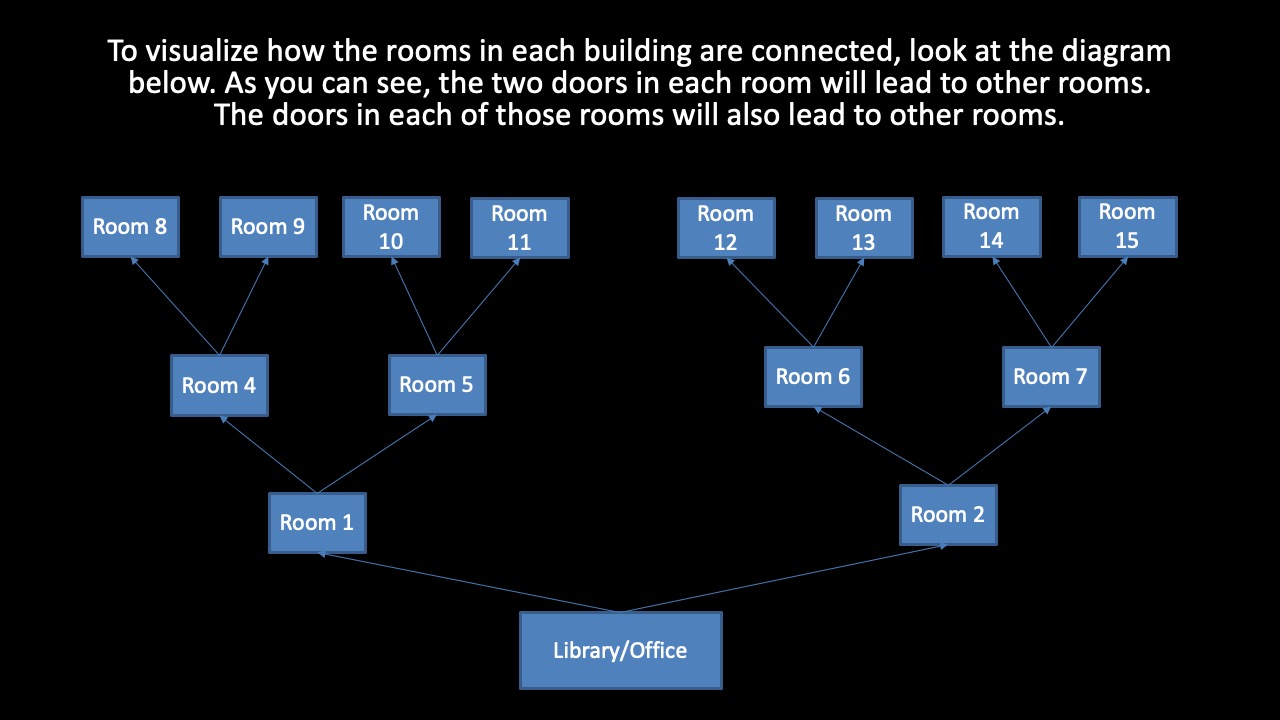 To visualize how the rooms in each building are connected, look at the diagram
below. As you can see, the two doors in each room will lead to other rooms.
The doors in each of those rooms will also lead to other rooms.
Room 8
Room 9
Room
10
Room
11
Room
12
Room
13
Room
14
Room
15
Room 4
Room 5
Room 6
Room 7
Room 1
Room 2
Library/Office